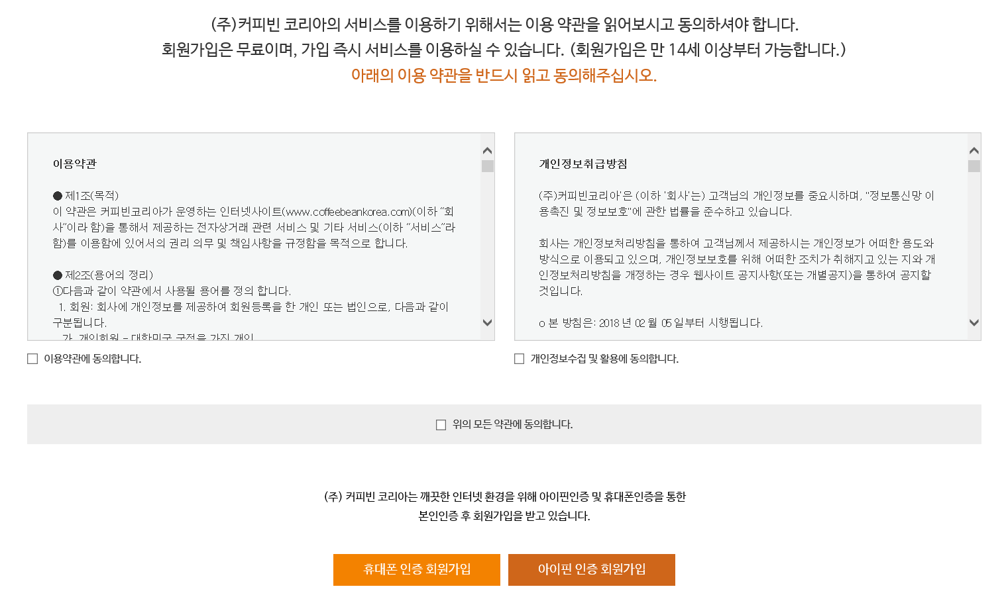 (주)커피빈 코리아의 서비스를 이용하기 위해서는 이용 약관을 읽어보시고 동의하셔야 합니다.
회원가입은 무료이며, 가입 즉시 서비스를 이용하실 수 있습니다. (회원가입은 만 14세 이상부터 가능합니다.)
아래의 이용 약관을 반드시 읽고 동의해주십시오.
이용약관
● 제1조(목적)
이 약관은 커피빈코리아가 운영하는 인터넷사이트(www.coffeebeankorea.com)(이하 “회
사”이라 함)을 통해서 제공하는 전자상거래 관련 서비스 및 기타 서비스(이하 “서비스”라
함)를 이용함에 있어서의 권리 의무 및 책임사항을 규정함을 목적으로 합니다.
● 제2조(용어의 정리)
①다음과 같이 약관에서 사용될 용어를 정의 합니다.
1. 회원: 회사에 개인정보를 제공하여 회원등록을 한 개인 또는 법인으로, 다음과 같이
구분됩니다.
가. 개인회원 - 대한민국 국적을 가진 개인
이용약관에 동의합니다.
개인정보취급방침
(주)커피빈코리아'은 (이하 '회사'는) 고객님의 개인정보를 중요시하며, "정보통신망 이
용촉진 및 정보보호"에 관한 법률을 준수하고 있습니다.
회사는 개인정보처리방침을 통하여 고객님께서 제공하시는 개인정보가 어떠한 용도와
방식으로 이용되고 있으며, 개인정보보호를 위해 어떠한 조치가 취해지고 있는 지와 개
인정보처리방침을 개정하는 경우 웹사이트 공지사항(또는 개별공지)을 통하여 공지할
것입니다.
ο 본 방침은: 2018 년 02 월 05 일부터 시행됩니다.
개인정보수집 및 활용에 동의합니다.
위의 모든 약관에 동의합니다.
(주) 커피빈 코리아는 깨끗한 인터넷 환경을 위해 아이핀인증 및 휴대폰인증을 통한
본인인증 후 회원가입을 받고 있습니다.
휴대폰 인증 회원가입
아이핀 인증 회원가입